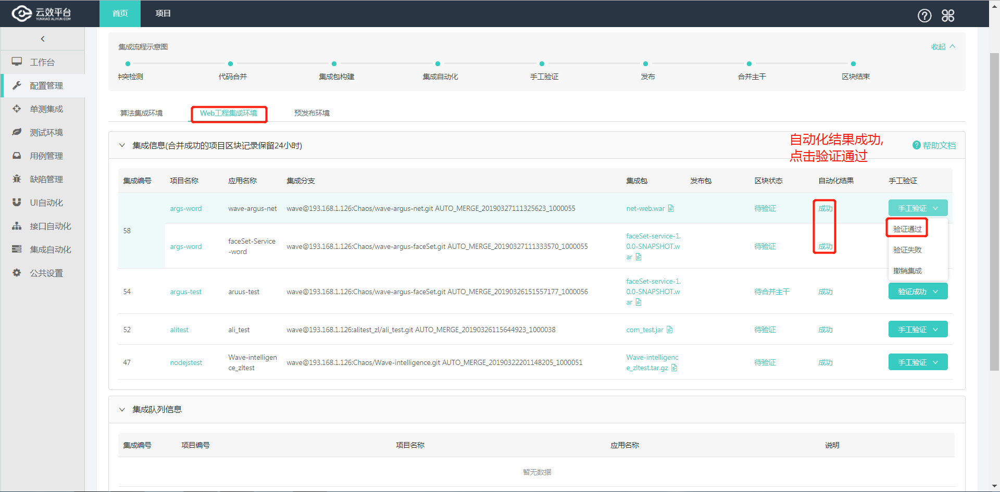 云效平台
YUNXIAO.ALIYUN.COM
首页
项目
工作台
配置管理
单测集成
测试环境
用例管理
缺陷管理
UI自动化
接口自动化
集成自动化
公共设置
集成流程示意图
收起
冲突检测
代码合并
集成包构建
集成自动化
手工验证
发布
合并主干
区块结束
算法集成环境
Web工程集成环境
预发布环境
集成信息(合并成功的项目区块记录保留24小时)
自动化结果成功,
点击验证通过
帮助文档
集成编号 项目名称 应用名称 集成分支 集成包 发布包 区块状态 自动化结果 手工验证
58
args-word wave-argus-net wave@193.168.1.126:Chaos/wave-argus-net.git AUTO_MERGE_20190327111325623_1000055 net-web.war 待验证 成功 手工验证
验证通过
验证失败
撤销集成
args-word
faceSet-Service
-word
wave@193.168.1.126:Chaos/wave-argus-faceSet.git AUTO_MERGE_20190327111333570_1000055
faceSet-service-1.
0.0-SNAPSHOT.w
ar
待验证 成功
54 argus-test aruus-test wave@193.168.1.126:Chaos/wave-argus-faceSet.git AUTO_MERGE_20190326151557177_1000056
faceSet-service-1.
0.0-SNAPSHOT.w
ar
待合并主干 成功 验证成功
52 alitest ali_test wave@193.168.1.126:alitest_zl/ali_test.git AUTO_MERGE_20190326115644923_1000038 com_test.jar 待验证 成功 手工验证
47 nodejstest
Wave-intelligen
ce_zltest
wave@193.168.1.126:Chaos/Wave-intelligence.git AUTO_MERGE_20190322201148205_1000051
Wave-intelligenc
e_zltest.tar.gz
待验证 成功 手工验证
集成队列信息
集成编号 项目编号 项目名称 应用名称 说明
暂无数据